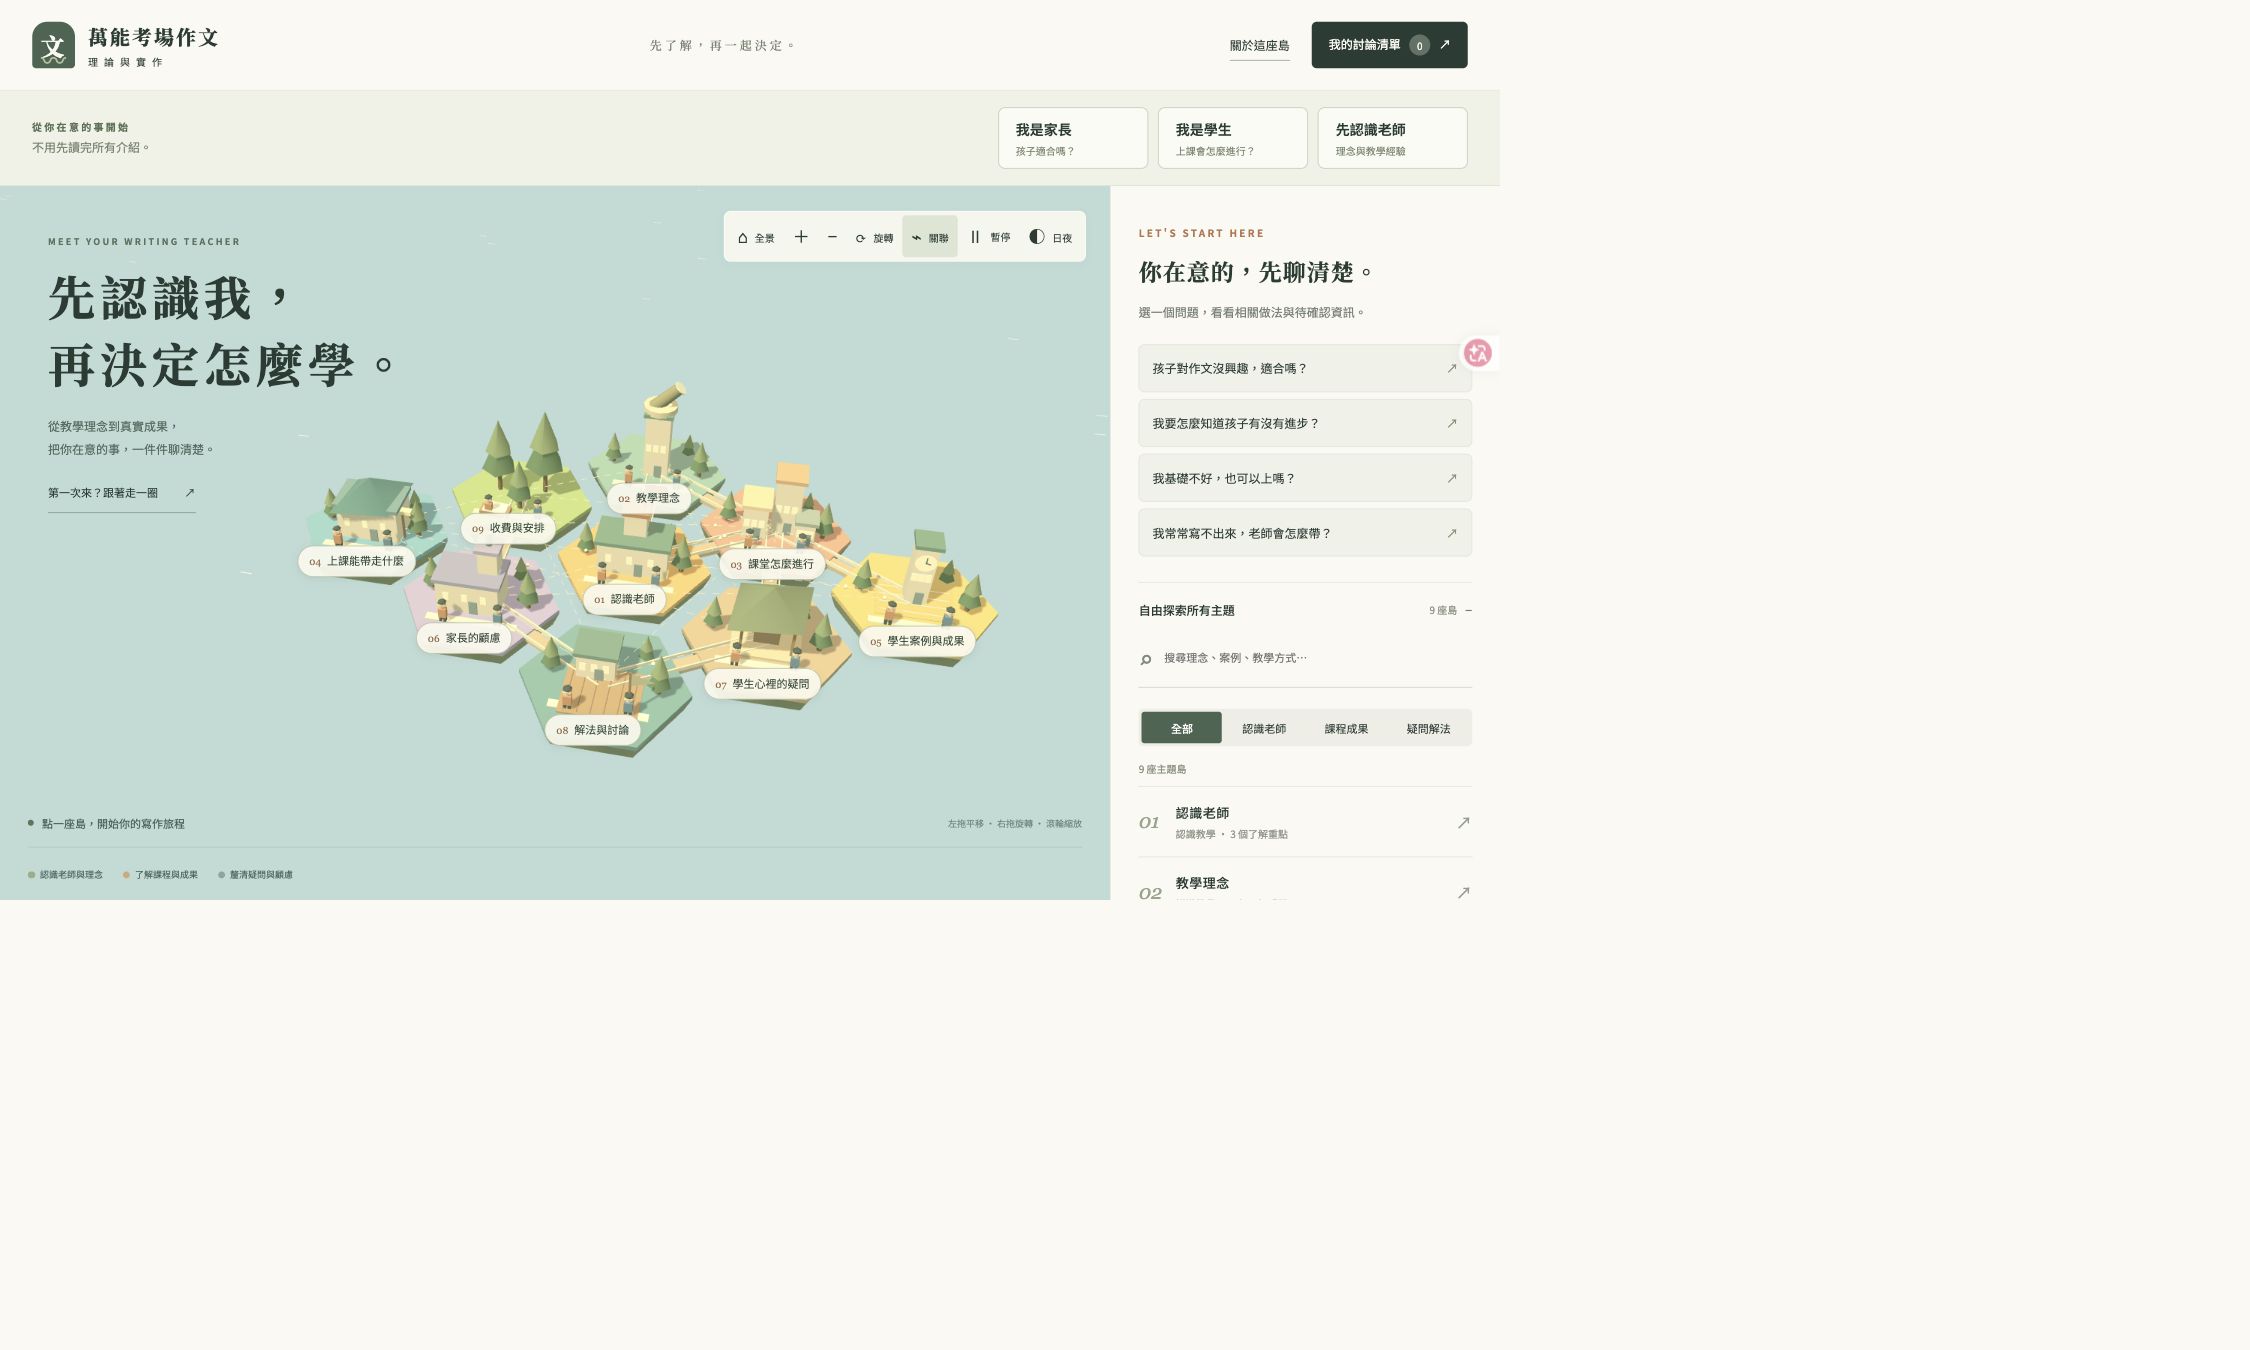 文
萬能考場作文
理論與實作
先了解，再一起決定。
關於這座島
我的討論清單 0 ↗
從你在意的事開始
不用先讀完所有介紹。
我是家長
孩子適合嗎？
我是學生
上課會怎麼進行？
先認識老師
理念與教學經驗
MEET YOUR WRITING TEACHER
先認識我，
再決定怎麼學。
從教學理念到真實成果，
把你在意的事，一件件聊清楚。
第一次來？跟著走一圈 ↗
全景 + − 旋轉 關聯 暫停 日夜
02 教學理念
09 收費與安排
04 上課能帶走什麼
03 課堂怎麼進行
01 認識老師
06 家長的顧慮
05 學生案例與成果
07 學生心裡的疑問
08 解法與討論
點一座島，開始你的寫作旅程
左拖平移・右拖旋轉・滾輪縮放
認識老師與理念 了解課程與成果 釐清疑問與顧慮
LET'S START HERE
你在意的，先聊清楚。
選一個問題，看看相關做法與待確認資訊。
孩子對作文沒興趣，適合嗎？ ↗
我要怎麼知道孩子有沒有進步？ ↗
我基礎不好，也可以上嗎？ ↗
我常常寫不出來，老師會怎麼帶？ ↗
自由探索所有主題 9 座島 −
搜尋理念、案例、教學方式⋯
全部 認識老師 課程成果 疑問解法
9 座主題島
01 認識老師 ↗
認識教學・3 個了解重點
02 教學理念 ↗